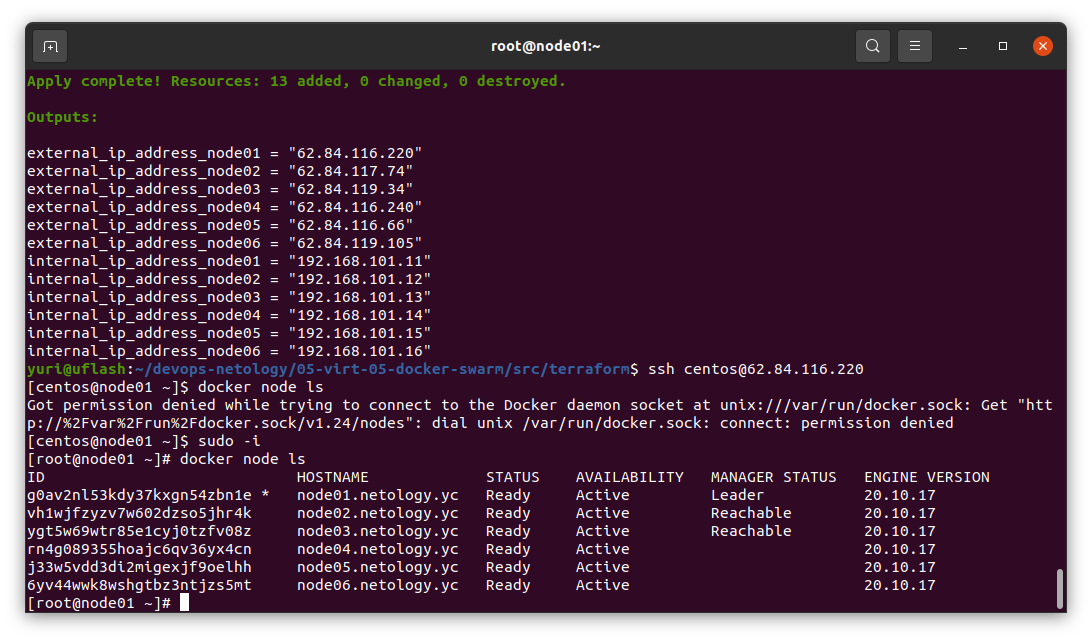 root@node01:~
Apply complete! Resources: 13 added, 0 changed, 0 destroyed.
Outputs:
external_ip_address_node01 = "62.84.116.220"
external_ip_address_node02 = "62.84.117.74"
external_ip_address_node03 = "62.84.119.34"
external_ip_address_node04 = "62.84.116.240"
external_ip_address_node05 = "62.84.116.66"
external_ip_address_node06 = "62.84.119.105"
internal_ip_address_node01 = "192.168.101.11"
internal_ip_address_node02 = "192.168.101.12"
internal_ip_address_node03 = "192.168.101.13"
internal_ip_address_node04 = "192.168.101.14"
internal_ip_address_node05 = "192.168.101.15"
internal_ip_address_node06 = "192.168.101.16"
yuri@uflash:~/devops-netology/05-virt-05-docker-swarm/src/terraform$ ssh centos@62.84.116.220
[centos@node01 ~]$ docker node ls
Got permission denied while trying to connect to the Docker daemon socket at unix:///var/run/docker.sock: Get "htt
p://%2Fvar%2Frun%2Fdocker.sock/v1.24/nodes": dial unix /var/run/docker.sock: connect: permission denied
[centos@node01 ~]$ sudo -i
[root@node01 ~]# docker node ls
ID                            HOSTNAME             STATUS    AVAILABILITY   MANAGER STATUS   ENGINE VERSION
g0av2nl53kdy37kxgn54zbn1e *   node01.netology.yc   Ready     Active         Leader           20.10.17
vh1wjfzyzv7w602dzso5jhr4k     node02.netology.yc   Ready     Active         Reachable        20.10.17
ygt5w69wtr85e1cyj0tzfv08z     node03.netology.yc   Ready     Active         Reachable        20.10.17
rn4g089355hoajc6qv36yx4cn     node04.netology.yc   Ready     Active                          20.10.17
j33w5vdd3di2migexjf9oelhh     node05.netology.yc   Ready     Active                          20.10.17
6yv44wwk8wshgtbz3ntjzs5mt     node06.netology.yc   Ready     Active                          20.10.17
[root@node01 ~]#